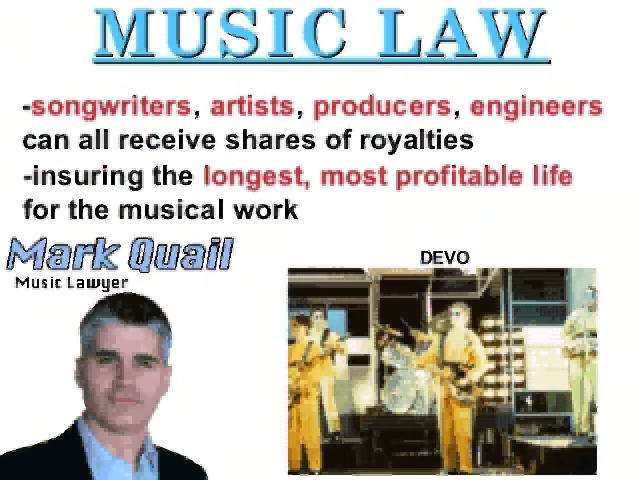 MUSIC LAW
-songwriters, artists, producers, engineers
can all receive shares of royalties
-insuring the longest, most profitable life
for the musical work
Mark Quail
Music Lawyer
DEVO